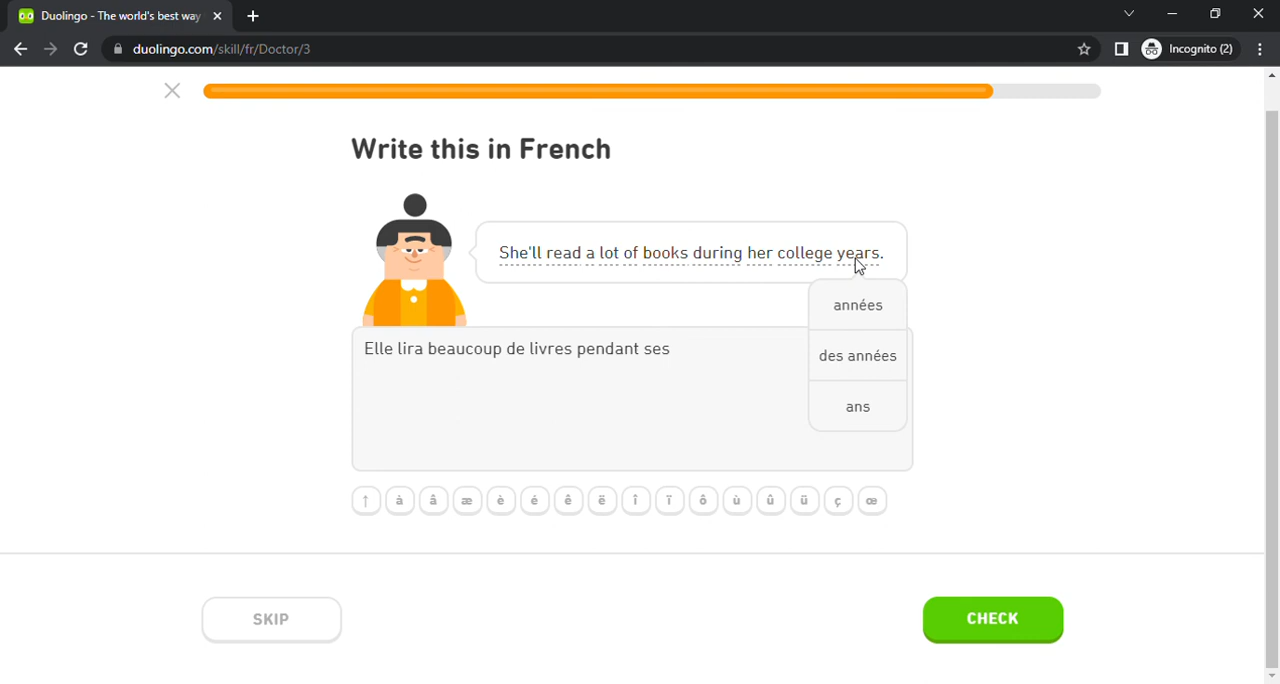 Duolingo - The world's best way
duolingo.com/skill/fr/Doctor/3
Incognito (2)
Write this in French
She'll read a lot of books during her college years.
années
des années
ans
Elle lira beaucoup de livres pendant ses
↑ à â æ è é ê ë î ï ô ù û ü ç œ
SKIP
CHECK